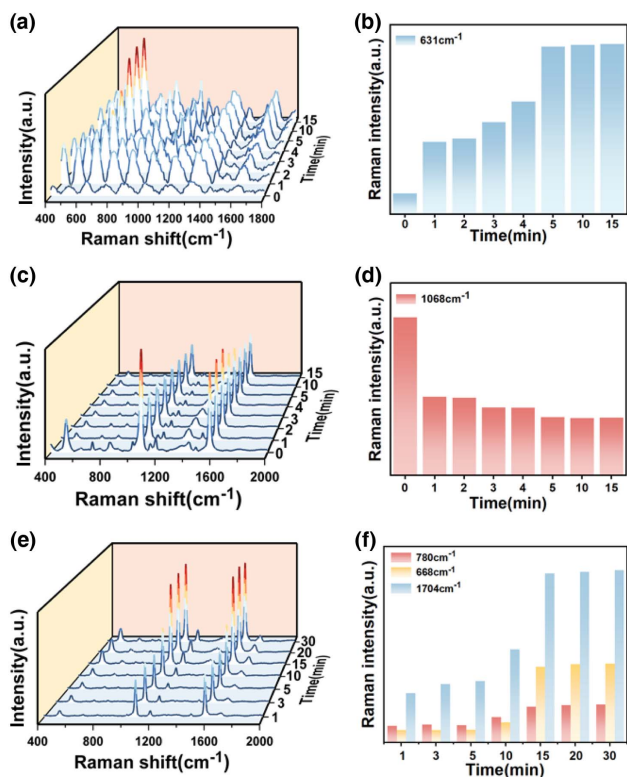 (a)
Intensity(a.u.)
400 600 800 1000 1200 1400 1600 1800
Raman shift(cm-1)
0 1 2 3 4 5 10 15
Time(min)
(b)
Raman intensity(a.u.)
631cm-1
0 1 2 3 4 5 10 15
Time(min)
(c)
Intensity(a.u.)
400 800 1200 1600 2000
Raman shift(cm-1)
0 1 2 3 4 5 10 15
Time(min)
(d)
Raman intensity(a.u.)
1068cm-1
0 1 2 3 4 5 10 15
Time(min)
(e)
Intensity(a.u.)
400 800 1200 1600 2000
Raman shift(cm-1)
1 3 5 10 15 20 30
Time(min)
(f)
Raman intensity(a.u.)
780cm-1
668cm-1
1704cm-1
1 3 5 10 15 20 30
Time(min)